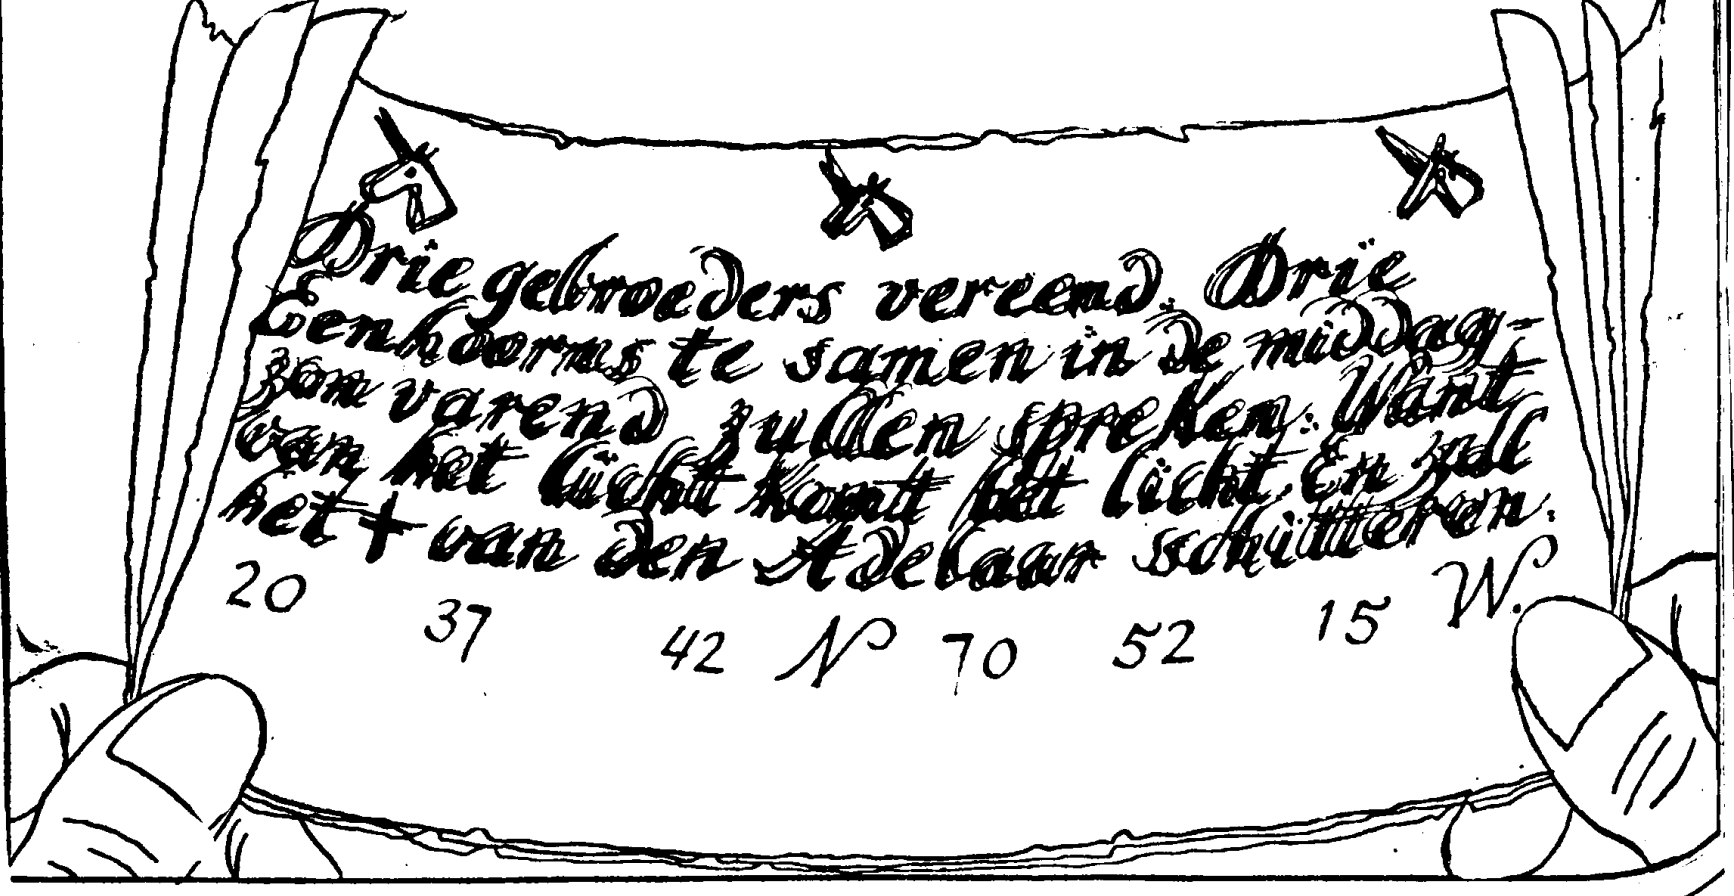 Drie gebroeders vereend. Drie
Eenhoorns te samen in de middag-
zon varend zullen spreken. Want
van het licht komt het licht. En zall
het + van den Adelaar schitteren.
20 37 42 N 70 52 15 W.